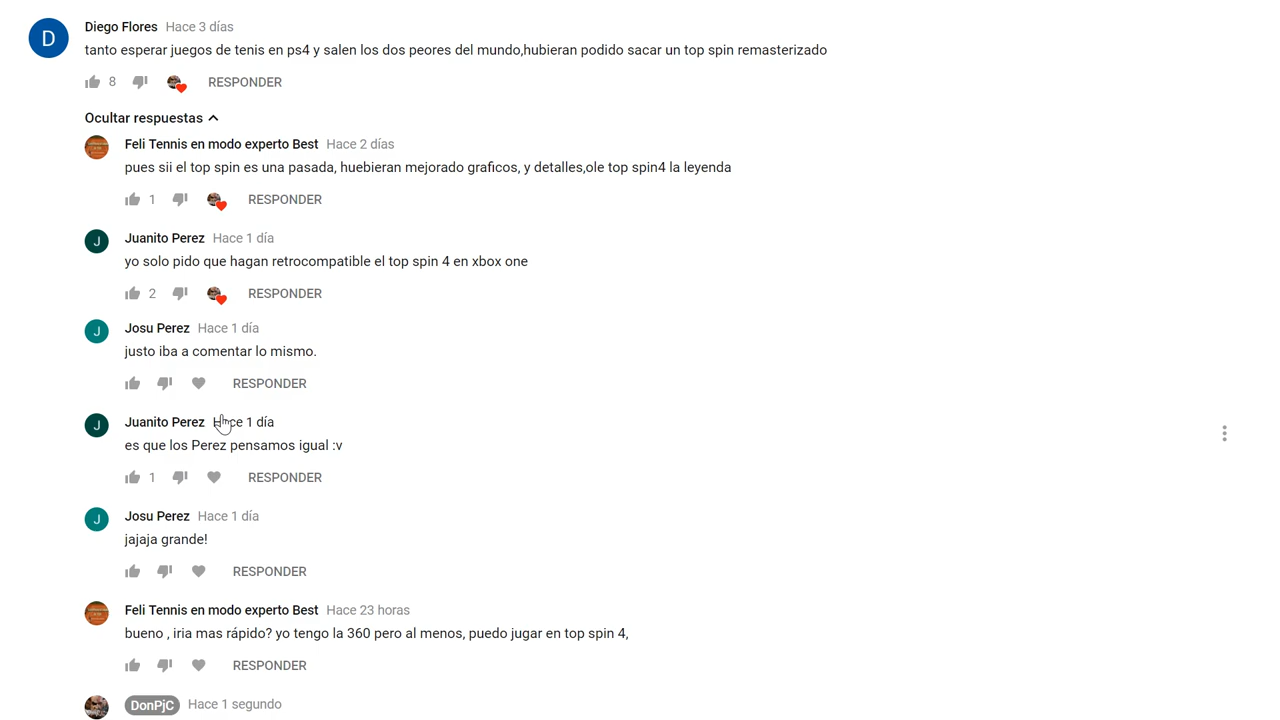 D
Diego Flores Hace 3 días
tanto esperar juegos de tenis en ps4 y salen los dos peores del mundo,hubieran podido sacar un top spin remasterizado
8 RESPONDER
Ocultar respuestas
Feli Tennis en modo experto Best Hace 2 días
pues sii el top spin es una pasada, huebieran mejorado graficos, y detalles,ole top spin4 la leyenda
1 RESPONDER
J
Juanito Perez Hace 1 día
yo solo pido que hagan retrocompatible el top spin 4 en xbox one
2 RESPONDER
J
Josu Perez Hace 1 día
justo iba a comentar lo mismo.
RESPONDER
J
Juanito Perez Hace 1 día
es que los Perez pensamos igual :v
1 RESPONDER
J
Josu Perez Hace 1 día
jajaja grande!
RESPONDER
Feli Tennis en modo experto Best Hace 23 horas
bueno , iria mas rápido? yo tengo la 360 pero al menos, puedo jugar en top spin 4,
RESPONDER
DonPjC Hace 1 segundo